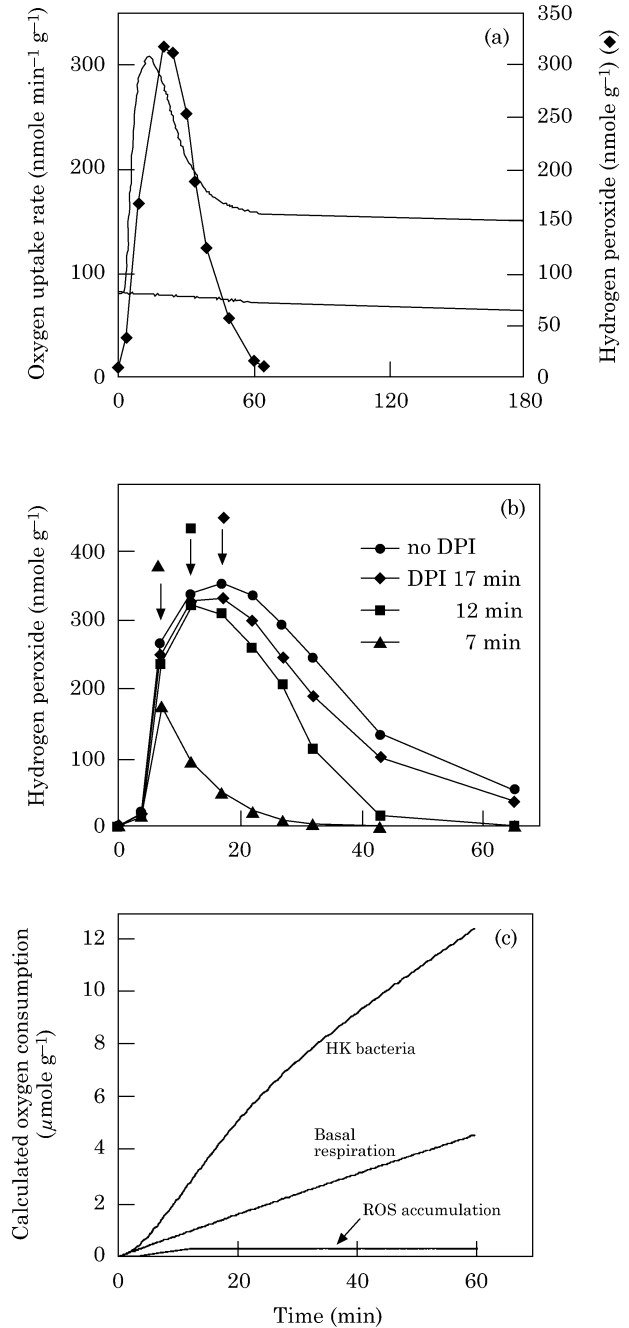 (a)
Oxygen uptake rate (nmole min⁻¹ g⁻¹)
300
200
100
0
350
300
250
200
150
100
50
0
Hydrogen peroxide (nmole g⁻¹) (◆)
0 60 120 180
(b)
Hydrogen peroxide (nmole g⁻¹)
400
300
200
100
0
no DPI
DPI 17 min
12 min
7 min
0 20 40 60
(c)
Calculated oxygen consumption
(µmole g⁻¹)
12
10
8
6
4
2
0
HK bacteria
Basal
respiration
ROS accumulation
0 20 40 60
Time (min)